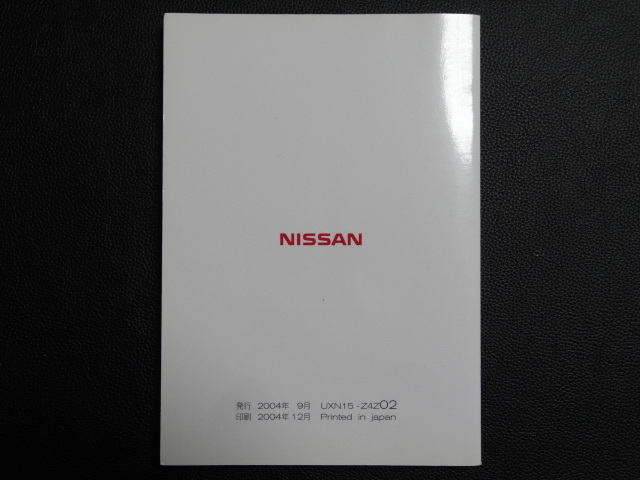 NISSAN
発行 2004年 9月 UXN15-Z4Z02
印刷 2004年12月 Printed in japan